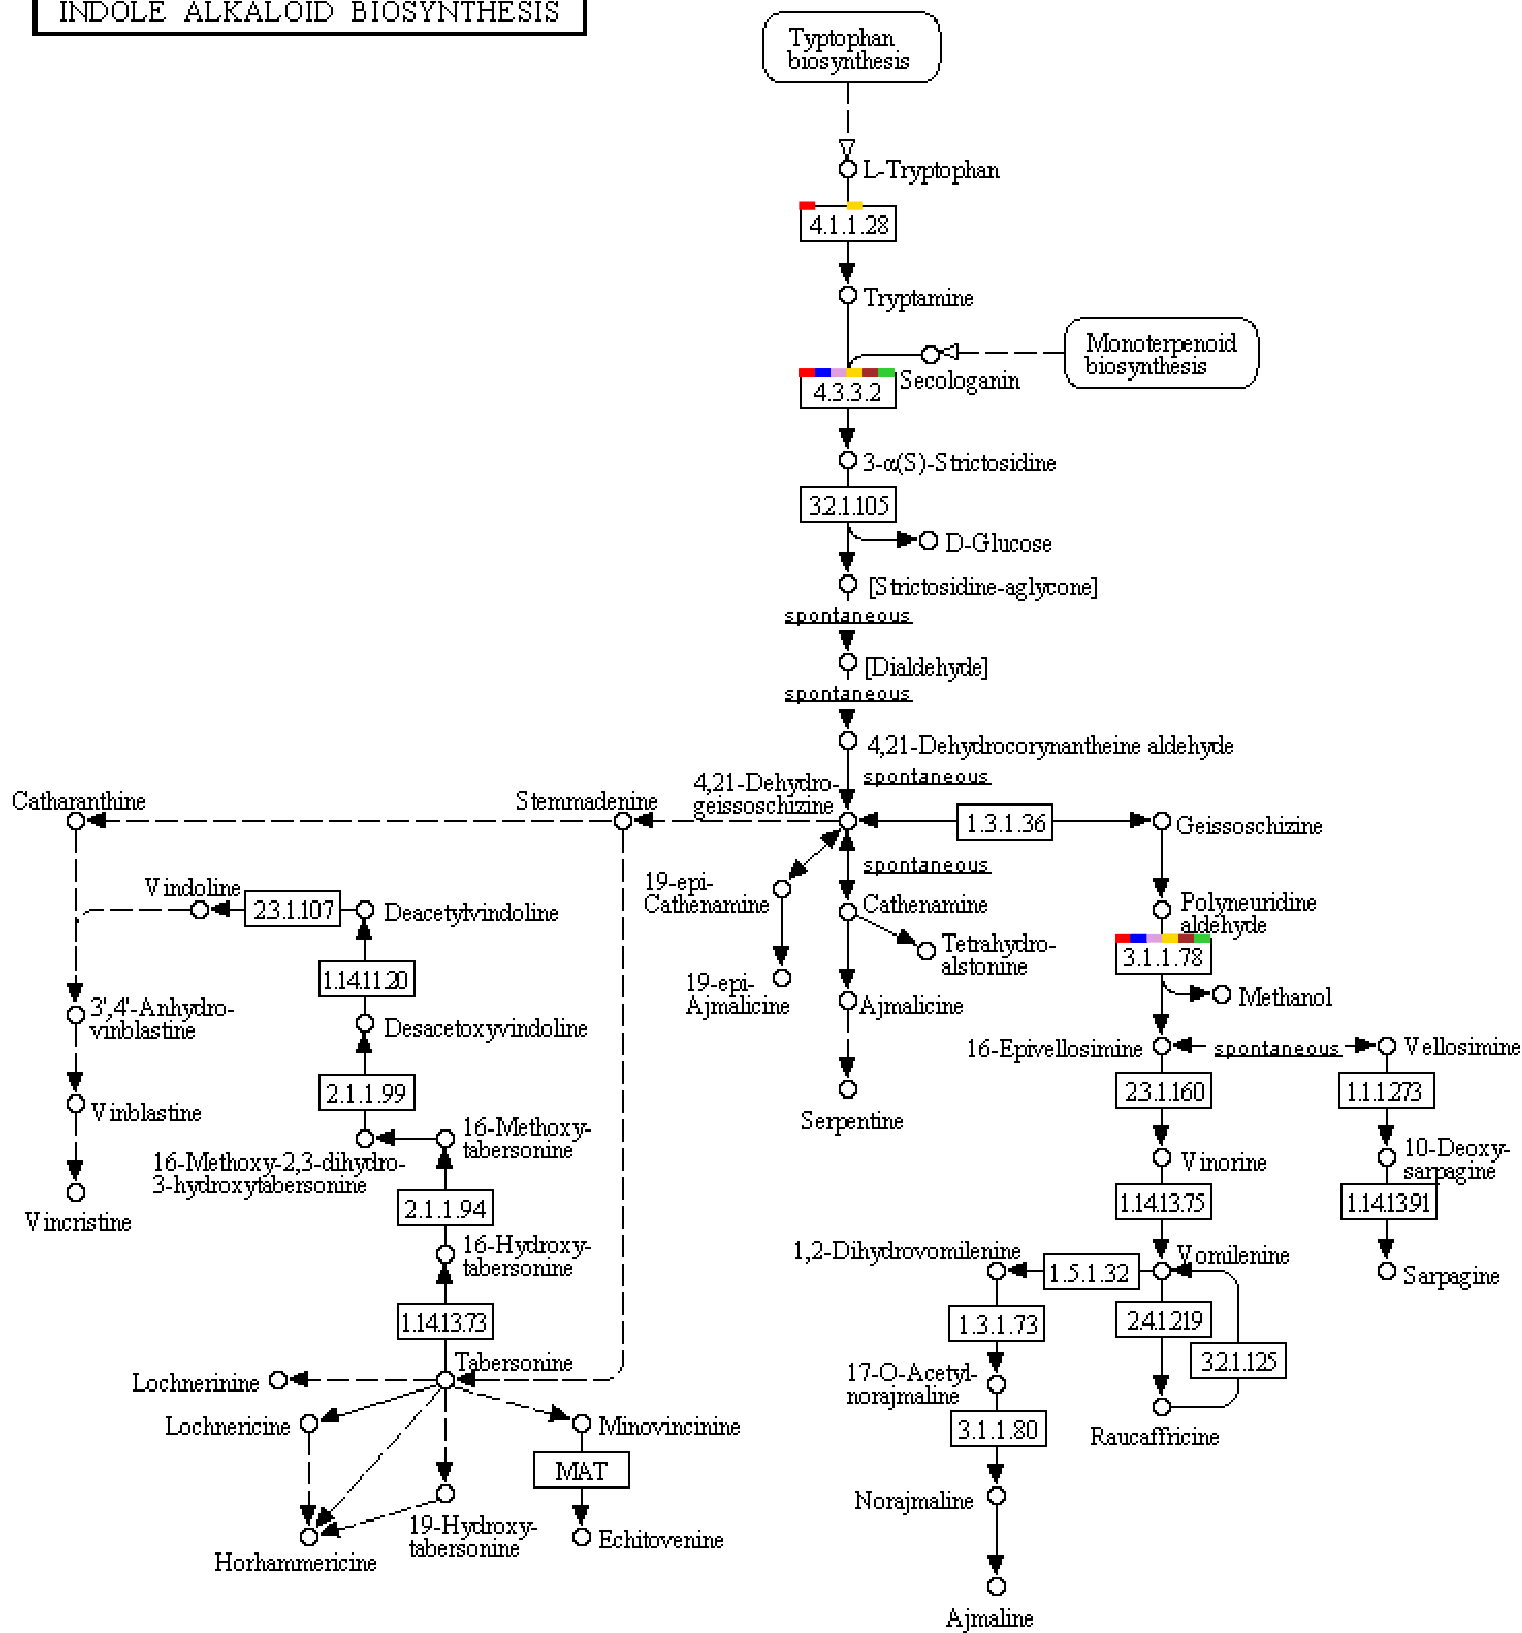 INDOLE ALKALOID BIOSYNTHESIS
Typtophan
biosynthesis
L-Tryptophan
4.1.1.28
Tryptamine
Monoterpenoid
biosynthesis
Secologanin
4.3.3.2
3-α(S)-Strictosidine
3.2.1.105
D-Glucose
[Strictosidine-aglycone]
spontaneous
[Dialdehyde]
spontaneous
4,21-Dehydrocorynantheine aldehyde
spontaneous
4,21-Dehydro-
geissoschizine
Catharanthine
Stemmadenine
1.3.1.36
Geissoschizine
spontaneous
19-epi-
Cathenamine
Cathenamine
Vindoline
2.3.1.107
Deacetylvindoline
Polyneuridine
aldehyde
Tetrahydro-
alstonine
3.1.1.78
1.14.11.20
19-epi-
Ajmalicine
Ajmalicine
Methanol
3',4'-Anhydro-
vinblastine
Desacetoxyvindoline
16-Epivellosimine
spontaneous
Vellosimine
2.1.1.99
2.3.1.160
1.1.1.273
Vinblastine
Serpentine
16-Methoxy-
tabersonine
16-Methoxy-2,3-dihydro-
3-hydroxytabersonine
Vinorine
10-Deoxy-
sarpagine
2.1.1.94
1.14.13.75
1.14.13.91
Vincristine
16-Hydroxy-
tabersonine
1,2-Dihydrovomilenine
1.5.1.32
Vomilenine
Sarpagine
1.14.13.73
1.3.1.73
2.4.1.219
3.2.1.125
Tabersonine
Lochnerinine
17-O-Acetyl-
norajmaline
Lochnericine
Minovincinine
3.1.1.80
Raucaffricine
MAT
Norajmaline
19-Hydroxy-
tabersonine
Echitovenine
Horhammericine
Ajmaline